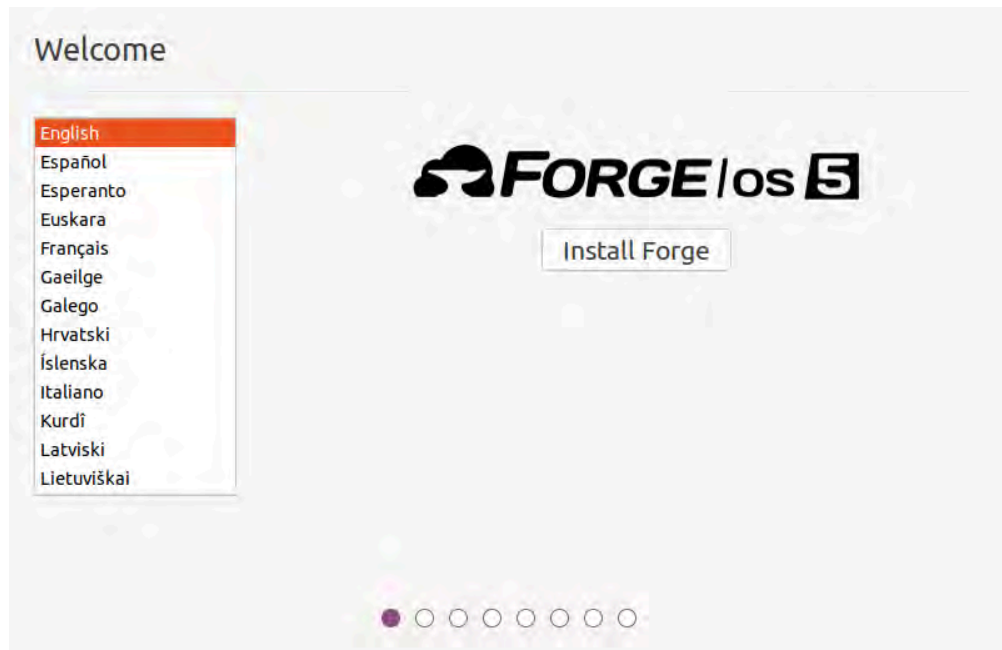 Welcome
English
Español
Esperanto
Euskara
Français
Gaeilge
Galego
Hrvatski
Íslenska
Italiano
Kurdî
Latviski
Lietuviškai
FORGE/os 5
Install Forge